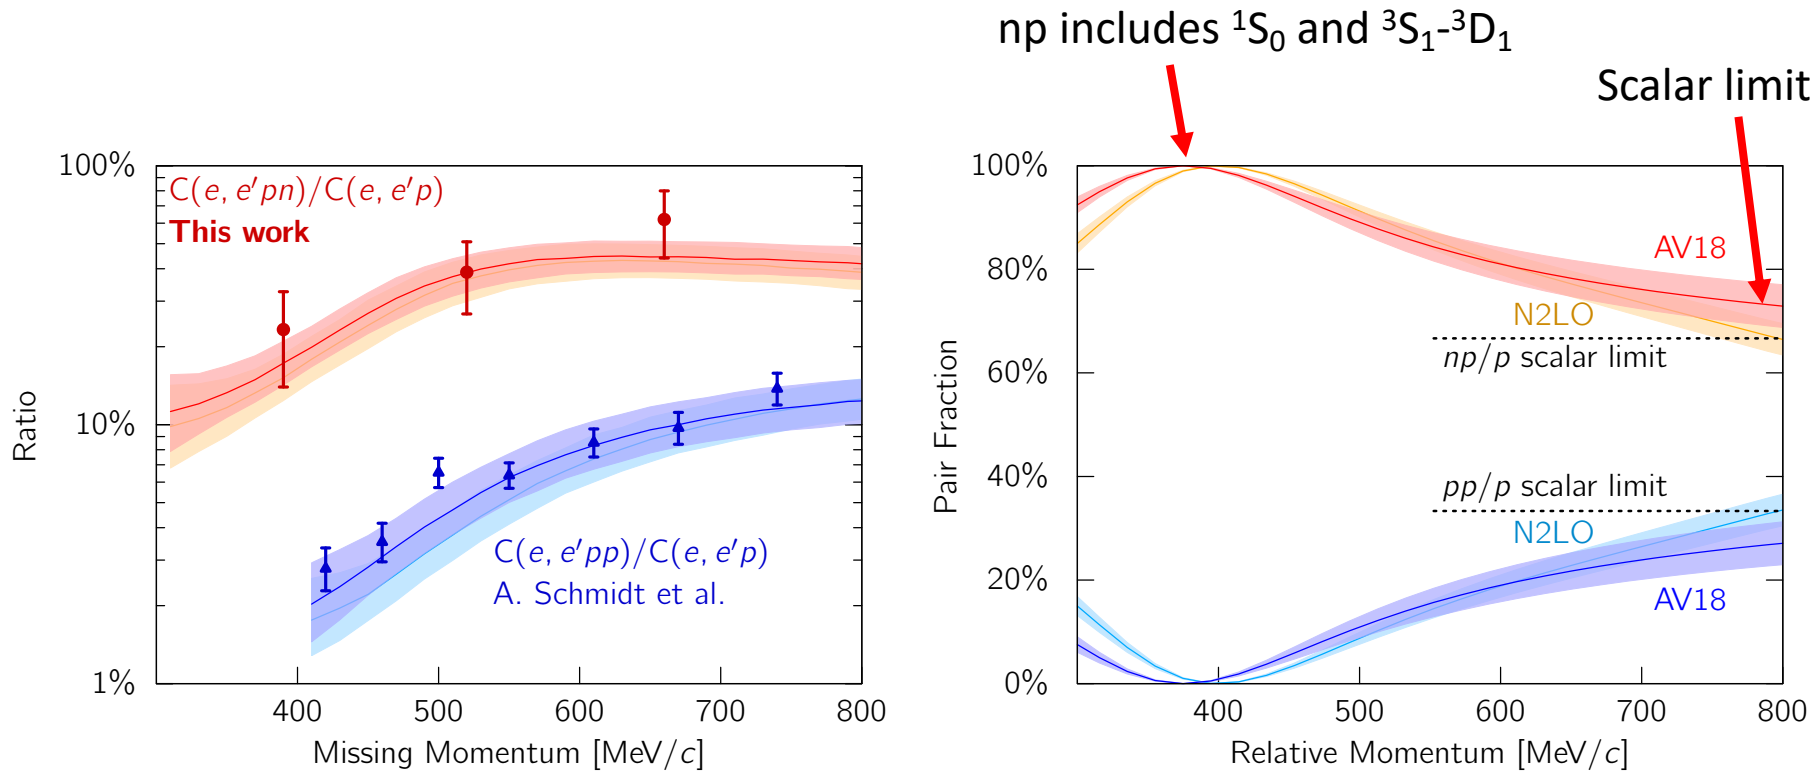 np includes ¹S₀ and ³S₁-³D₁
Scalar limit
100%
10%
1%
Ratio
C(e, e′pn)/C(e, e′p)
This work
C(e, e′pp)/C(e, e′p)
A. Schmidt et al.
400
500
600
700
800
Missing Momentum [MeV/c]
100%
80%
60%
40%
20%
0%
Pair Fraction
AV18
N2LO
np/p scalar limit
pp/p scalar limit
N2LO
AV18
400
500
600
700
800
Relative Momentum [MeV/c]